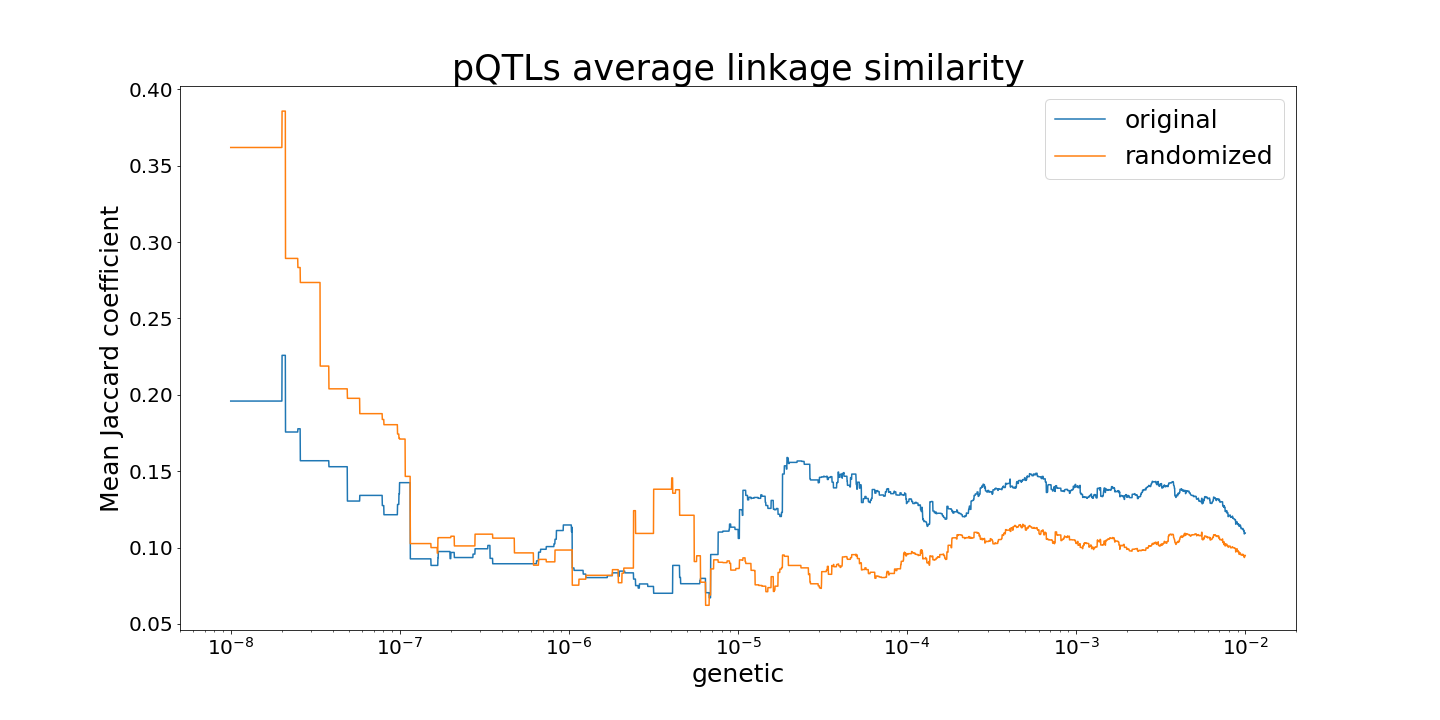 pQTLs average linkage similarity
original
randomized
Mean Jaccard coefficient
0.40
0.35
0.30
0.25
0.20
0.15
0.10
0.05
10⁻⁸ 10⁻⁷ 10⁻⁶ 10⁻⁵ 10⁻⁴ 10⁻³ 10⁻²
genetic